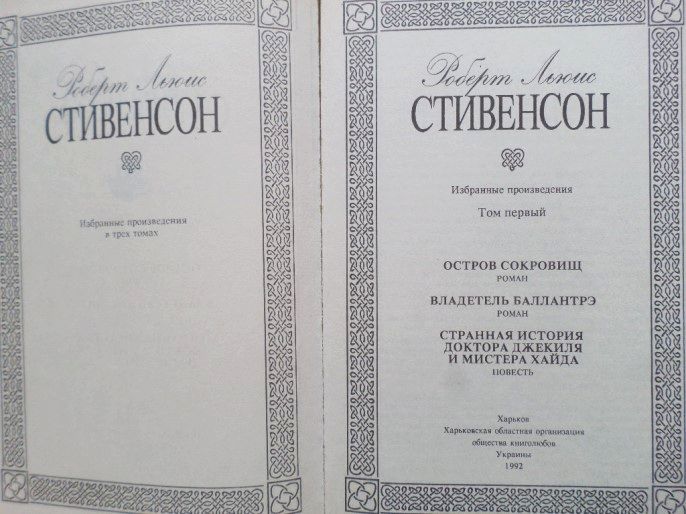 Роберт Льюис
СТИВЕНСОН
Избранные произведения
в трех томах
Роберт Льюис
СТИВЕНСОН
Избранные произведения
Том первый
ОСТРОВ СОКРОВИЩ
РОМАН
ВЛАДЕТЕЛЬ БАЛЛАНТРЭ
РОМАН
СТРАННАЯ ИСТОРИЯ
ДОКТОРА ДЖЕКИЛЯ
И МИСТЕРА ХАЙДА
ПОВЕСТЬ
Харьков
Харьковская областная организация
общества книголюбов
Украины
1992